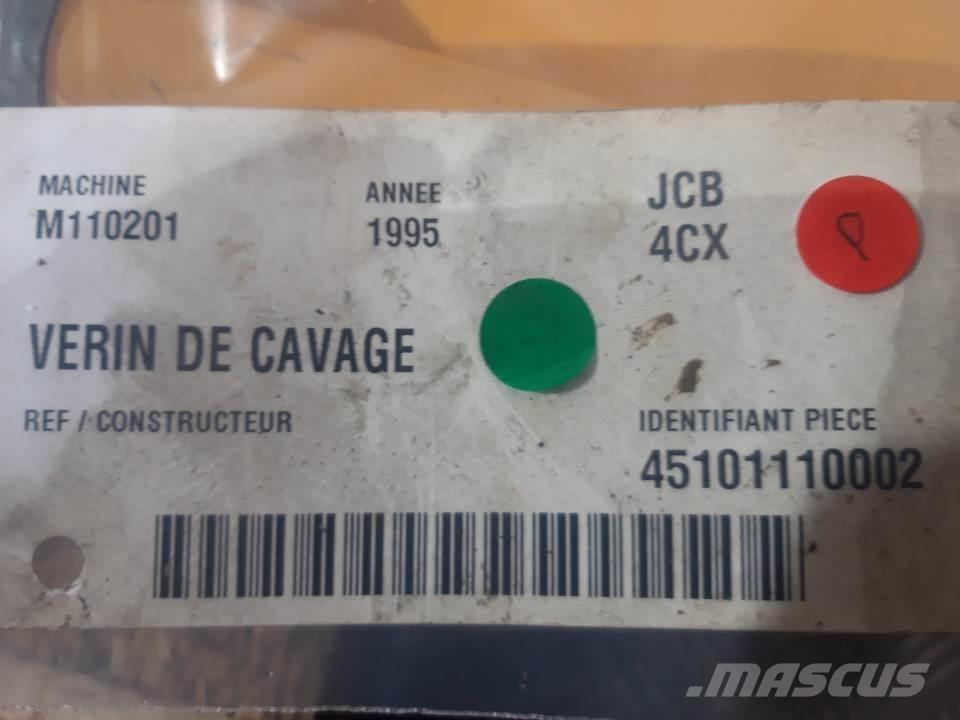 MACHINE
M110201
ANNEE
1995
JCB
4CX
P
VERIN DE CAVAGE
REF / CONSTRUCTEUR
IDENTIFIANT PIECE
45101110002
MASCUS